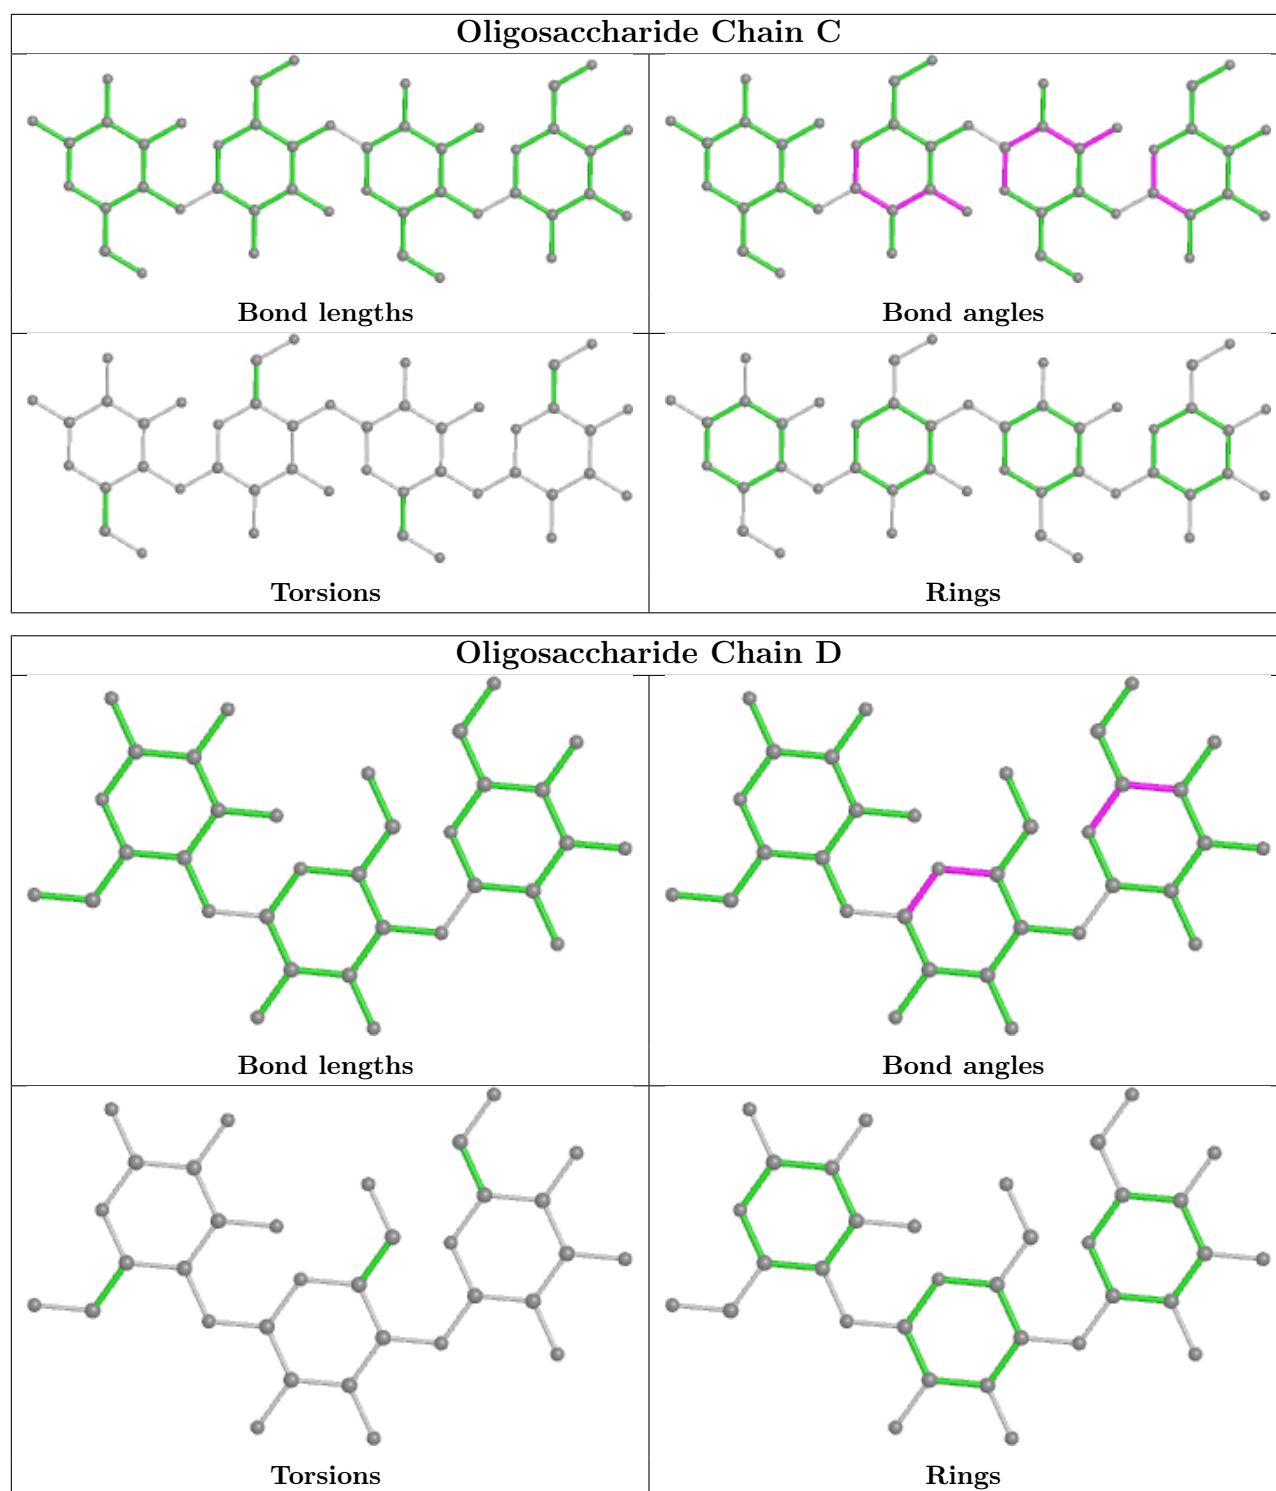 Oligosaccharide Chain C
Bond lengths
Bond angles
Torsions
Rings
Oligosaccharide Chain D
Bond lengths
Bond angles
Torsions
Rings